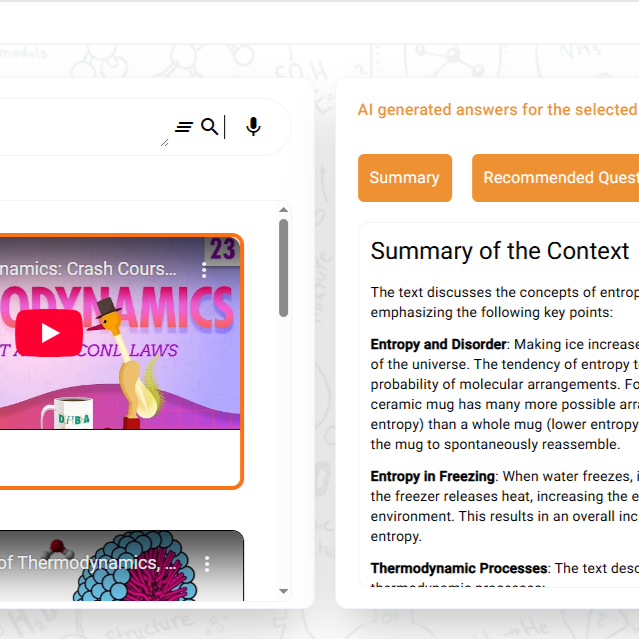 AI generated answers for the selected
Summary
Recommended Quest
23
namics: Crash Cours...
ODYNAMICS
COND LAWS
DFTBA
of Thermodynamics, ...
Summary of the Context
The text discusses the concepts of entrop
emphasizing the following key points:
Entropy and Disorder: Making ice increase
of the universe. The tendency of entropy t
probability of molecular arrangements. Fo
ceramic mug has many more possible arra
entropy) than a whole mug (lower entropy
the mug to spontaneously reassemble.
Entropy in Freezing: When water freezes, i
the freezer releases heat, increasing the e
environment. This results in an overall inc
entropy.
Thermodynamic Processes: The text desc
thermodynamic processes: